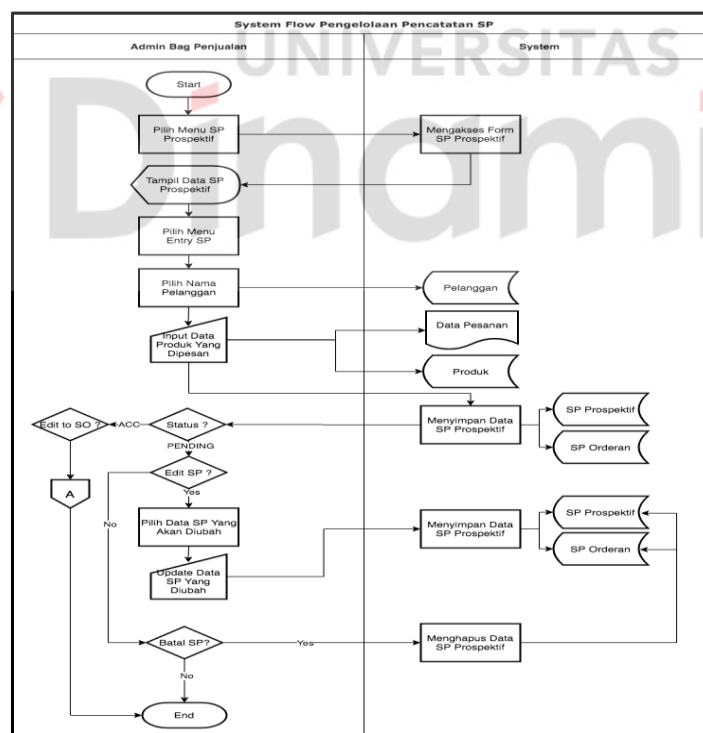 System Flow Pengelolaan Pencatatan SP
Admin Bag Penjualan
System
UNIVERSITAS
Dinami
Start
Pilih Menu SP
Prospektif
Mengakses Form
SP Prospektif
Tampil Data SP
Prospektif
Pilih Menu
Entry SP
Pilih Nama
Pelanggan
Pelanggan
Input Data
Produk Yang
Dipesan
Data Pesanan
Produk
Menyimpan Data
SP Prospektif
SP Prospektif
SP Orderan
Edit to SO ?
ACC
Status ?
PENDING
A
Edit SP ?
Yes
No
Pilih Data SP Yang
Akan Diubah
Menyimpan Data
SP Prospektif
SP Prospektif
SP Orderan
Update Data
SP Yang
Diubah
Batal SP?
Yes
Menghapus Data
SP Prospektif
No
End